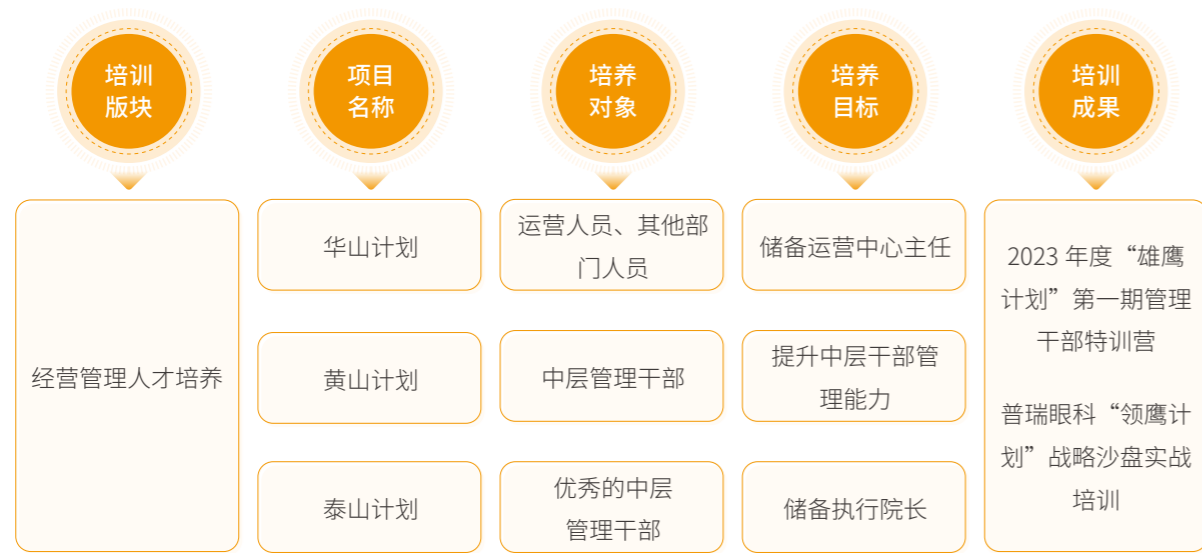 培训
版块
项目
名称
培养
对象
培养
目标
培训
成果
经营管理人才培养
华山计划
运营人员、其他部
门人员
储备运营中心主任
黄山计划
中层管理干部
提升中层干部管
理能力
泰山计划
优秀的中层
管理干部
储备执行院长
2023 年度“雄鹰
计划”第一期管理
干部特训营
普瑞眼科“领鹰计
划”战略沙盘实战
培训